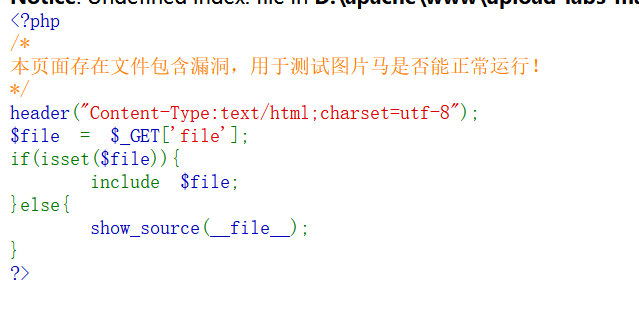 Notice: Undefined index: file in D:\apache\www\upload-labs-ma
<?php
/*
本页面存在文件包含漏洞，用于测试图片马是否能正常运行！
*/
header("Content-Type:text/html;charset=utf-8");
$file  =  $_GET['file'];
if(isset($file)){
        include  $file;
}else{
        show_source(__file__);
}
?>